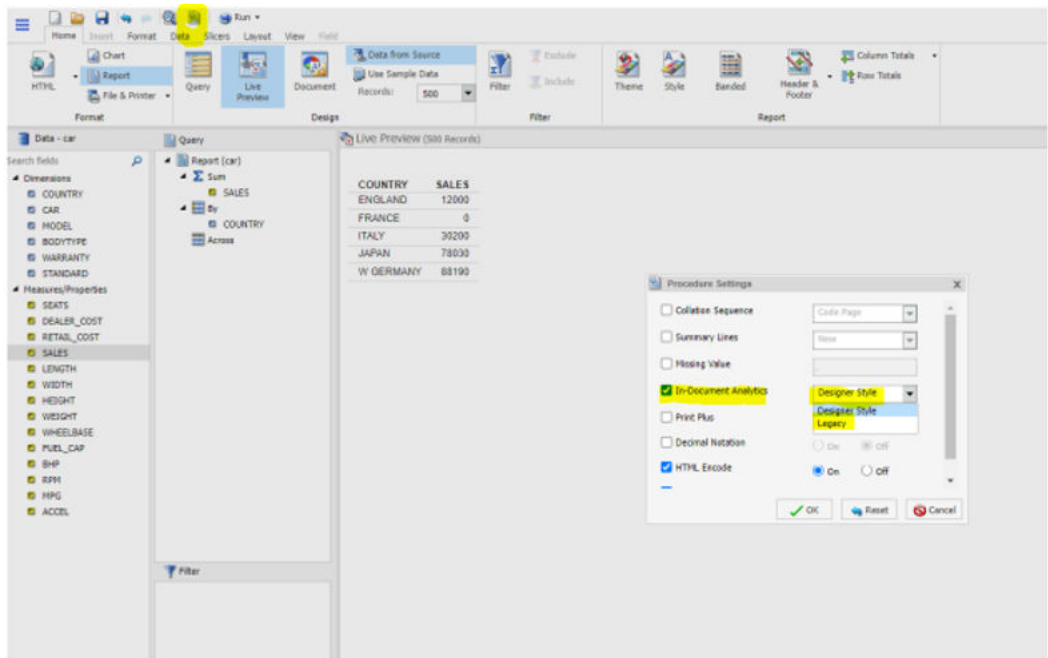 Run
Home Insert Format Data Slicers Layout View Field
HTML
Chart
Report
File & Printer
Format
Query
Live Preview
Document
Data from Source
Use Sample Data
Records: 500
Design
Filter
Exclude
Include
Filter
Theme
Style
Banded
Header & Footer
Column Totals
Row Totals
Report
Data - car
Search fields
Dimensions
COUNTRY
CAR
MODEL
BODYTYPE
WARRANTY
STANDARD
Measures/Properties
SEATS
DEALER_COST
RETAIL_COST
SALES
LENGTH
WIDTH
HEIGHT
WEIGHT
WHEELBASE
FUEL_CAP
BHP
RPM
MPG
ACCEL
Query
Report (car)
Sum
SALES
By
COUNTRY
Across
Filter
Live Preview (500 Records)
COUNTRY SALES
ENGLAND 12000
FRANCE 0
ITALY 30200
JAPAN 78030
W GERMANY 88190
Procedure Settings X
Collation Sequence Code Page
Summary Lines New
Missing Value .
In-Document Analytics Designer Style
Designer Style
Legacy
Print Plus
Decimal Notation On Off
HTML Encode On Off
OK Reset Cancel